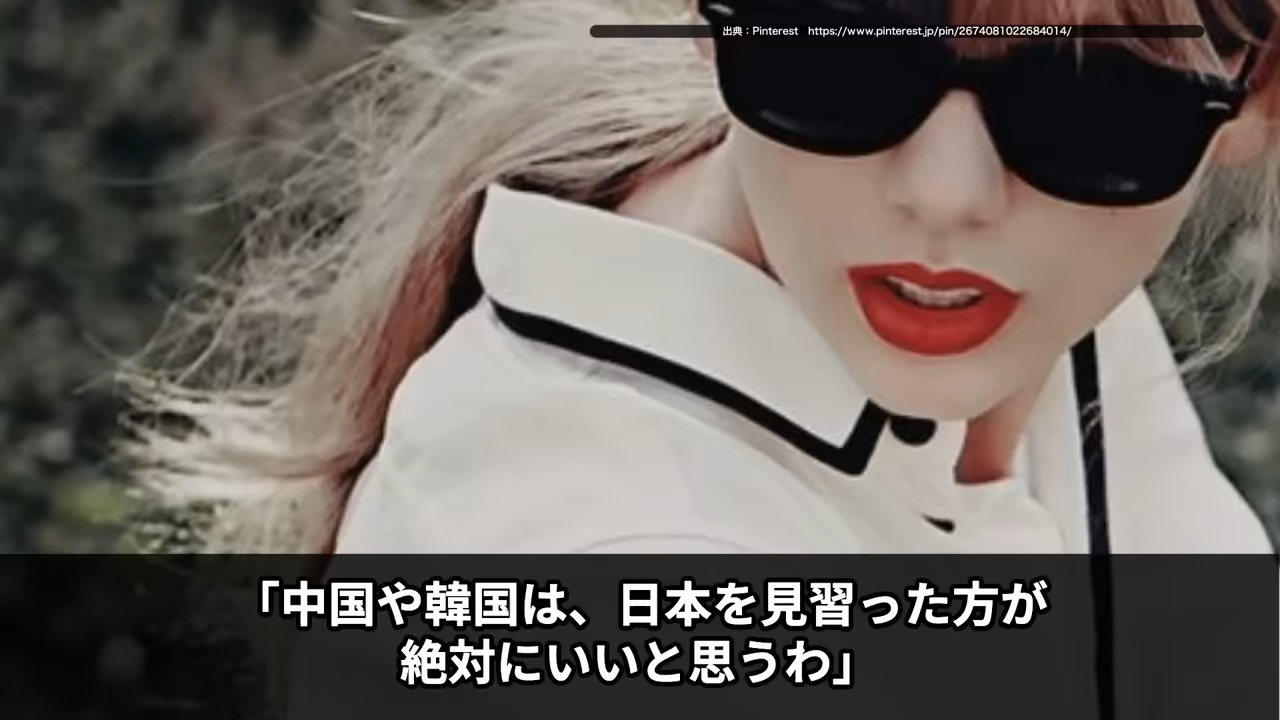 出典：Pinterest　https://www.pinterest.jp/pin/2674081022684014/
「中国や韓国は、日本を見習った方が
絶対にいいと思うわ」